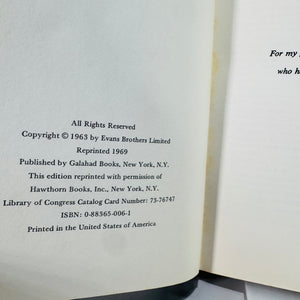 All Rights Reserved
Copyright © 1963 by Evans Brothers Limited
Reprinted 1969
Published by Galahad Books, New York, N.Y.
This edition reprinted with permission of
Hawthorn Books, Inc., New York, N.Y.
Library of Congress Catalog Card Number: 73-76747
ISBN: 0-88365-006-1
Printed in the United States of America
For my
who h